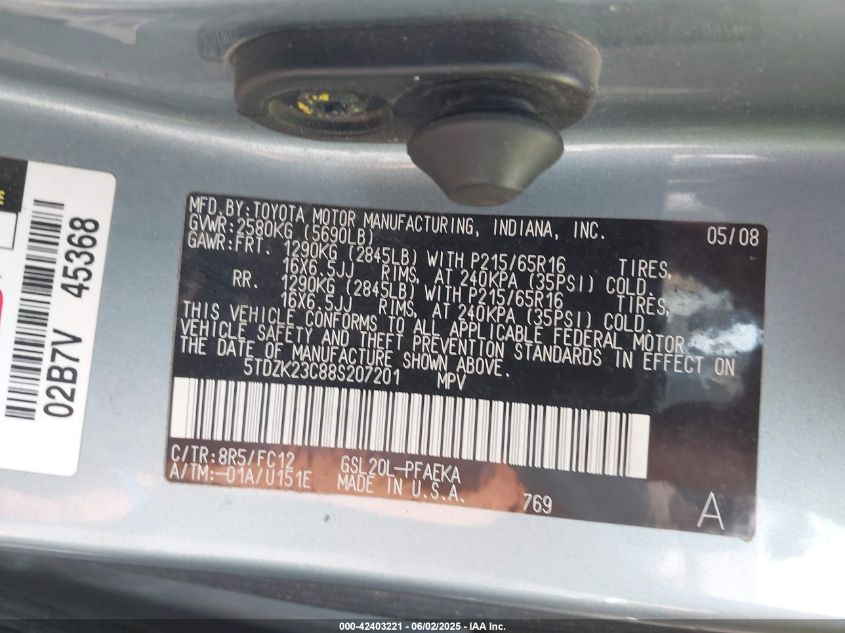 02B7V 45368
MFD.BY:TOYOTA MOTOR MANUFACTURING, INDIANA, INC. 05/08
GVWR:2580KG (5690LB)
GAWR:FRT. 1290KG (2845LB) WITH P215/65R16 TIRES,
16X6.5JJ RIMS, AT 240KPA (35PSI) COLD.
RR. 1290KG (2845LB) WITH P215/65R16 TIRES,
16X6.5JJ RIMS, AT 240KPA (35PSI) COLD.
THIS VEHICLE CONFORMS TO ALL APPLICABLE FEDERAL MOTOR
VEHICLE SAFETY AND THEFT PREVENTION STANDARDS IN EFFECT ON
THE DATE OF MANUFACTURE SHOWN ABOVE.
5TDZK23C88S207201 MPV
C/TR:8R5/FC12 GSL20L-PFAEKA
A/TM:-01A/U151E MADE IN U.S.A.
769 A
000-42403221 - 06/02/2025 - IAA Inc.